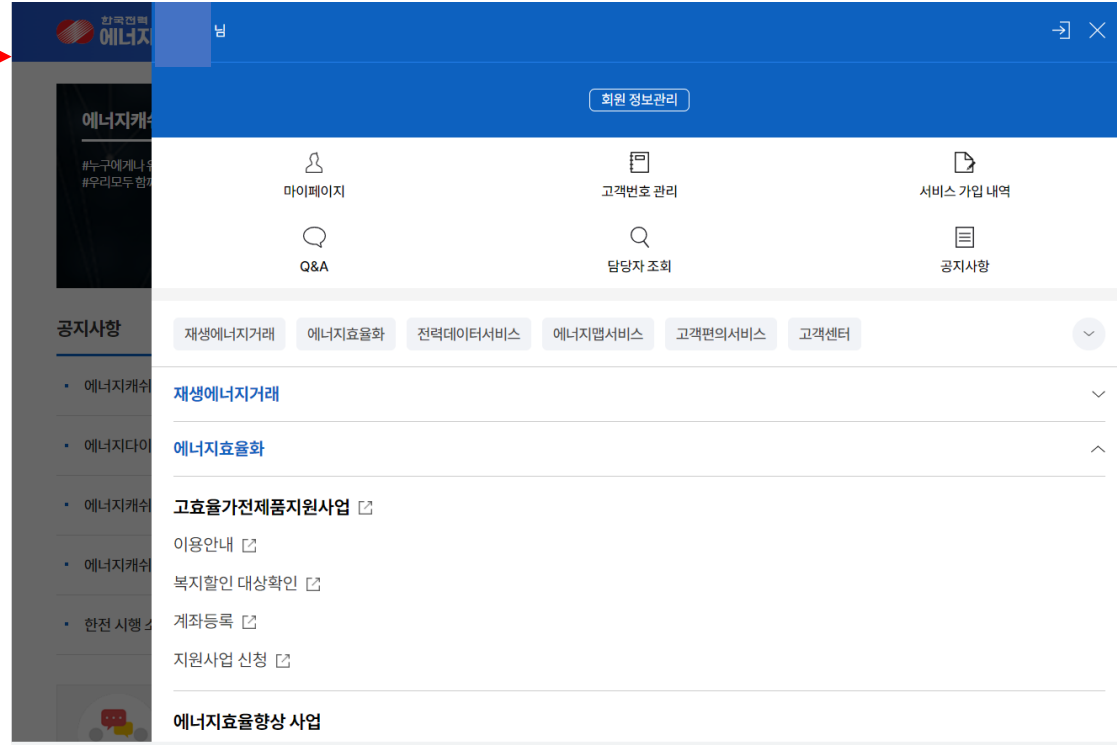 한국전력
에너지
님
회원 정보관리
마이페이지
고객번호 관리
서비스 가입 내역
Q&A
담당자 조회
공지사항
에너지캐쉬
#누구에게나
#우리모두 함께
공지사항
에너지캐쉬
에너지다이
에너지캐쉬
에너지캐쉬
한전 시행
재생에너지거래
에너지효율화
전력데이터서비스
에너지맵서비스
고객편의서비스
고객센터
재생에너지거래
에너지효율화
고효율가전제품지원사업
이용안내
복지할인 대상확인
계좌등록
지원사업 신청
에너지효율향상 사업